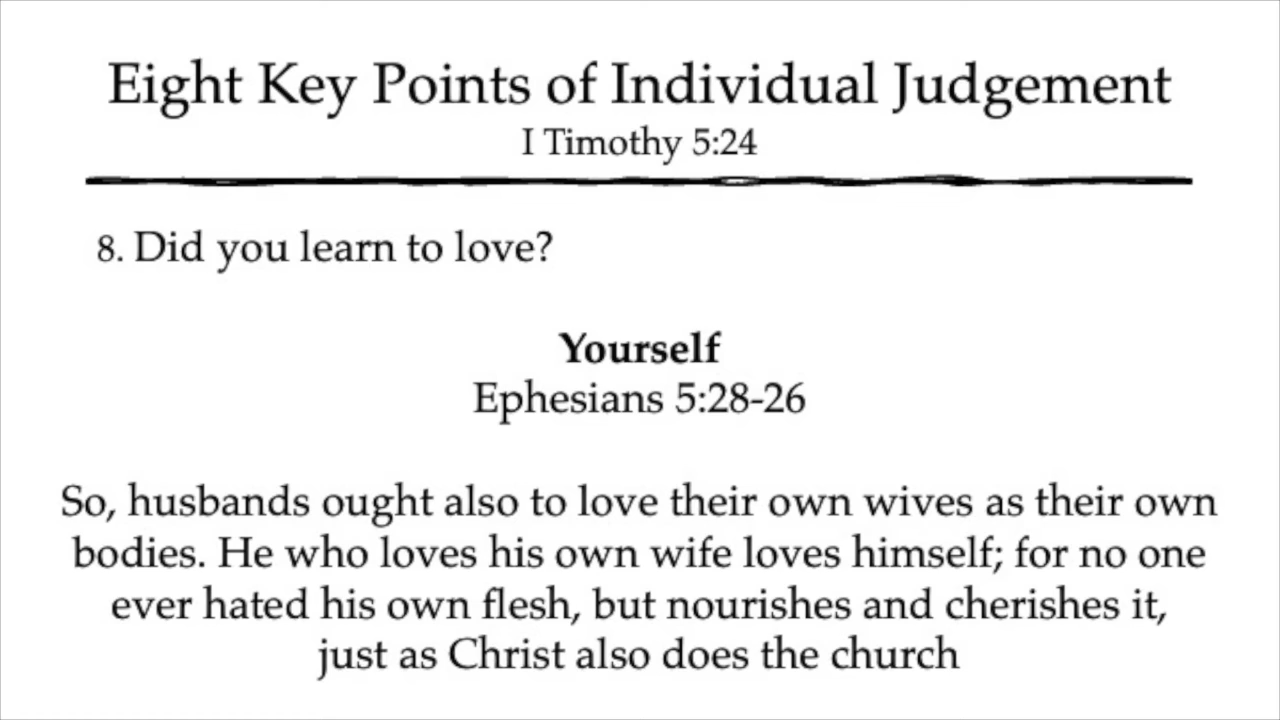 Eight Key Points of Individual Judgement
I Timothy 5:24
8. Did you learn to love?
Yourself
Ephesians 5:28-26
So, husbands ought also to love their own wives as their own
bodies. He who loves his own wife loves himself; for no one
ever hated his own flesh, but nourishes and cherishes it,
just as Christ also does the church